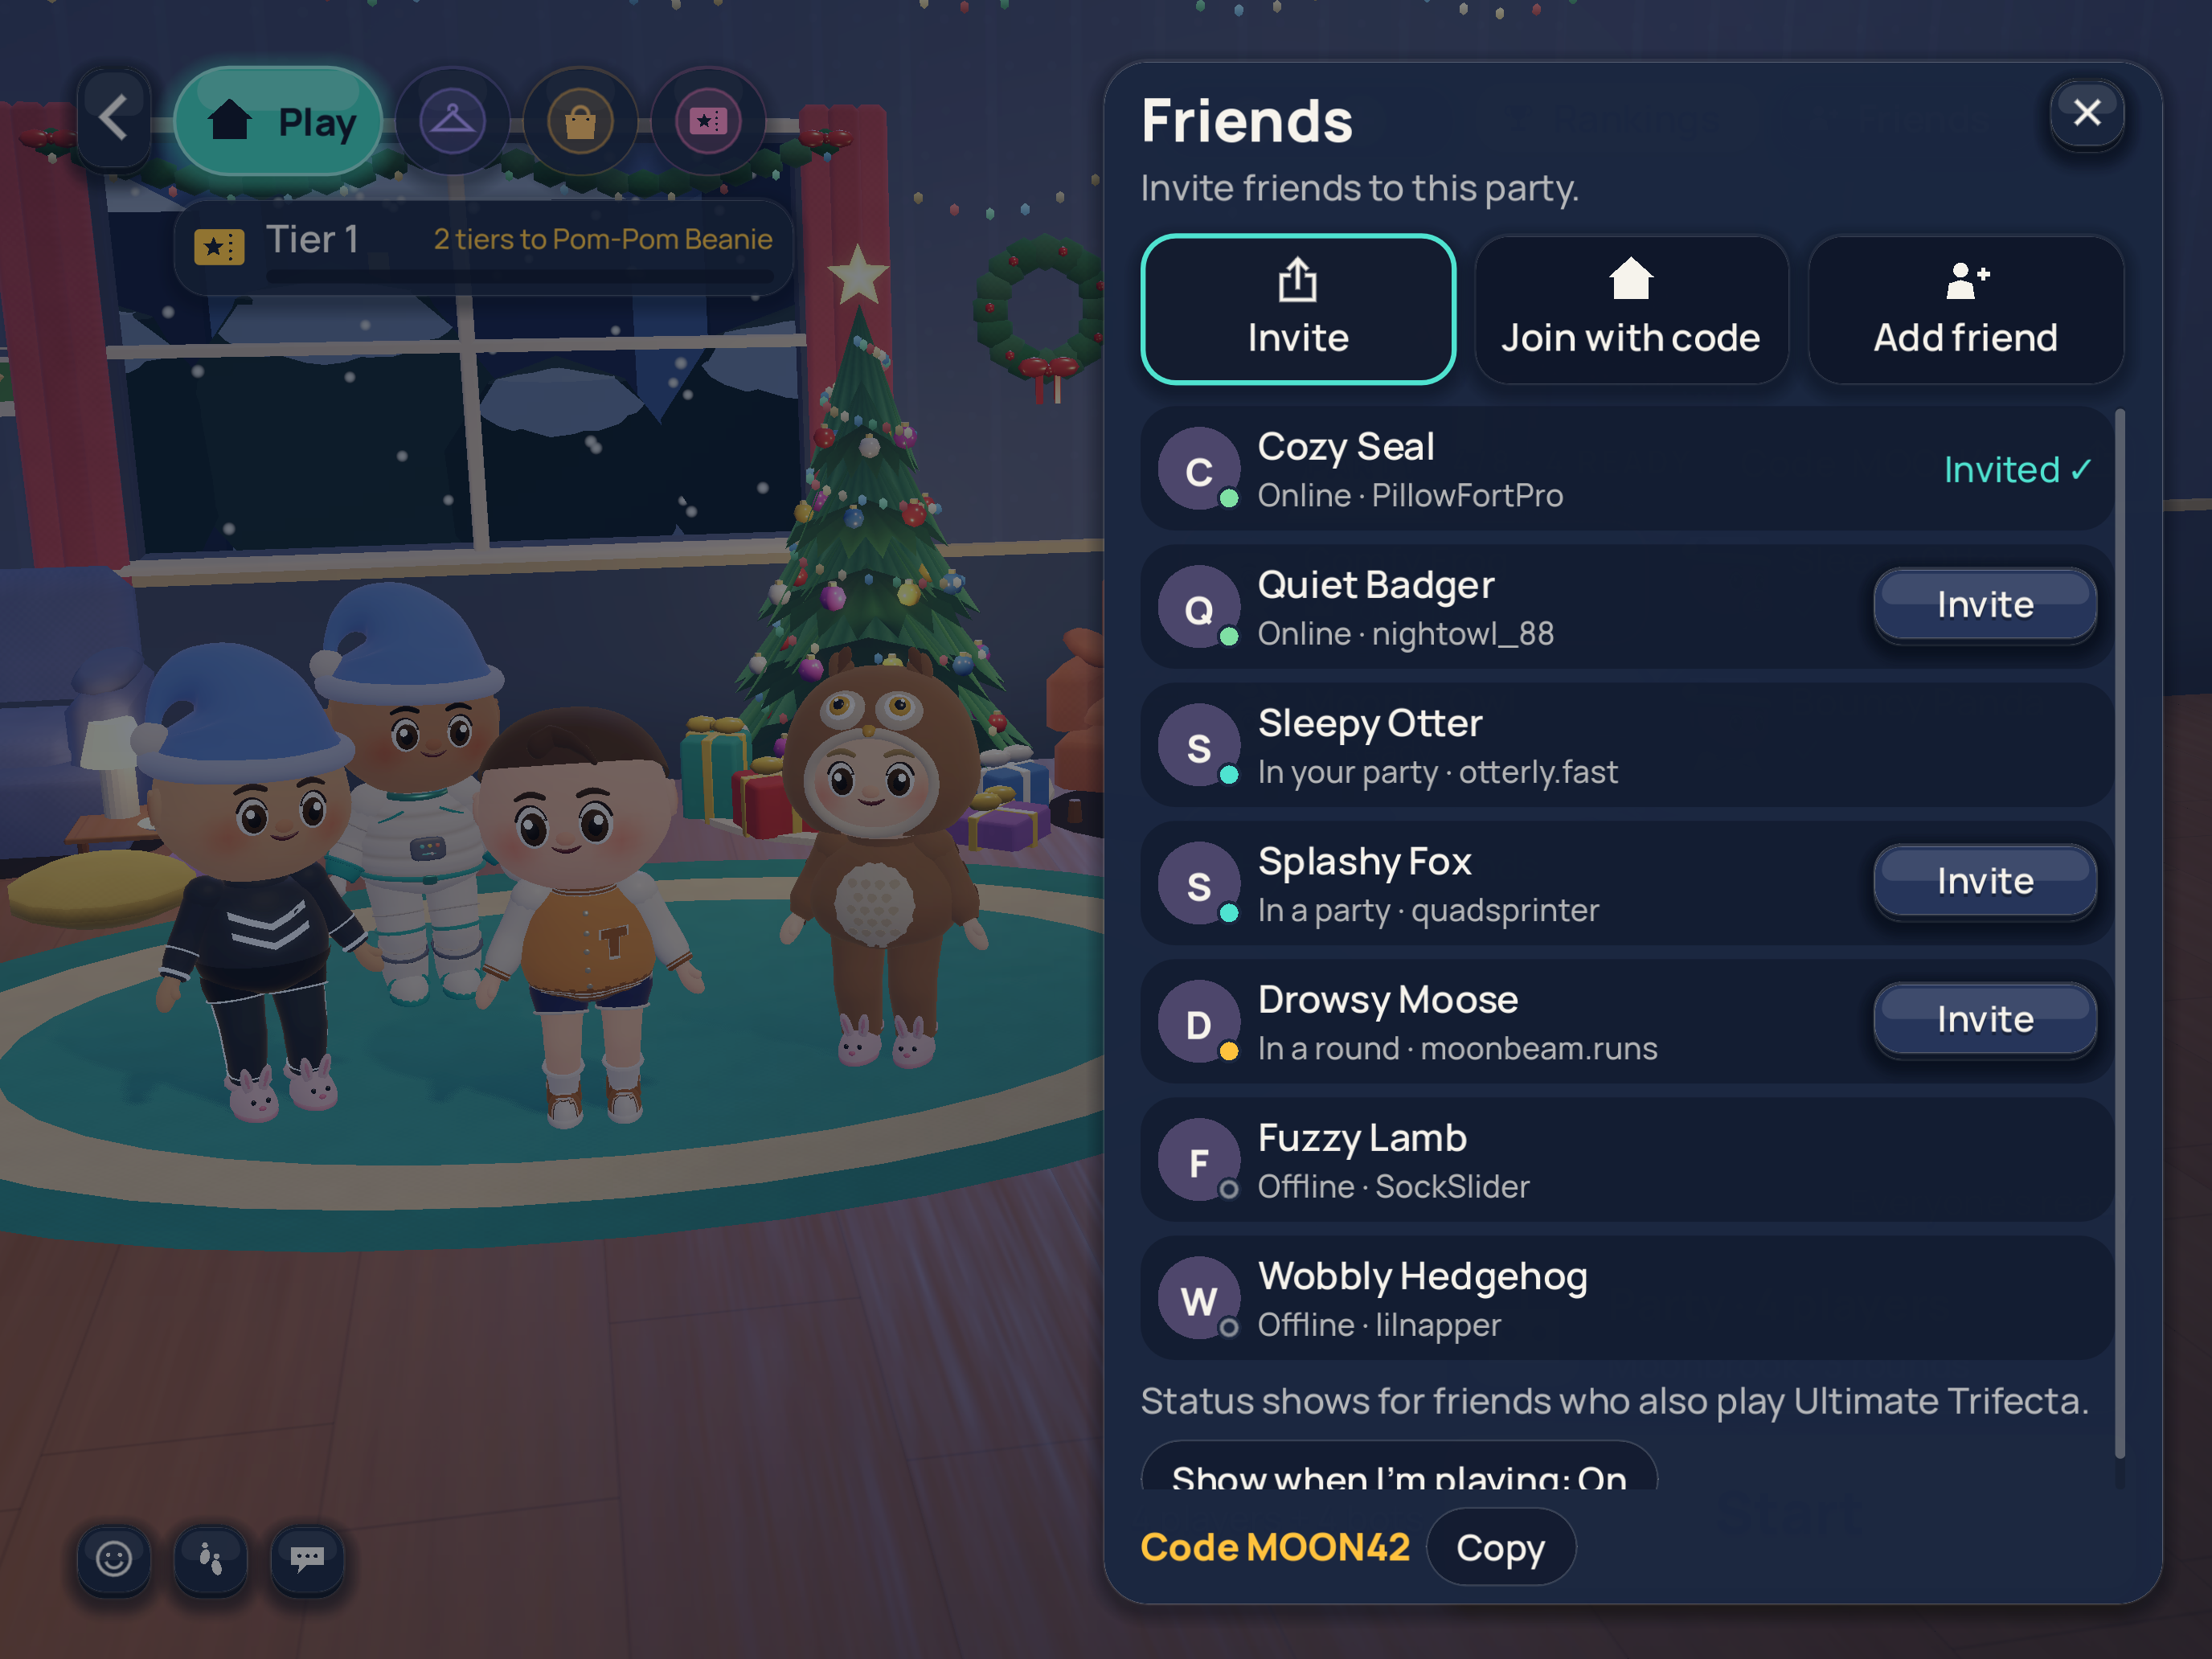 Play
Tier 1
2 tiers to Pom-Pom Beanie
T
Friends
Invite friends to this party.
Invite
Join with code
Add friend
C
Cozy Seal
Online · PillowFortPro
Invited ✓
Q
Quiet Badger
Online · nightowl_88
Invite
S
Sleepy Otter
In your party · otterly.fast
S
Splashy Fox
In a party · quadsprinter
Invite
D
Drowsy Moose
In a round · moonbeam.runs
Invite
F
Fuzzy Lamb
Offline · SockSlider
W
Wobbly Hedgehog
Offline · lilnapper
Status shows for friends who also play Ultimate Trifecta.
Show when I'm playing: On
Start
Code MOON42
Copy